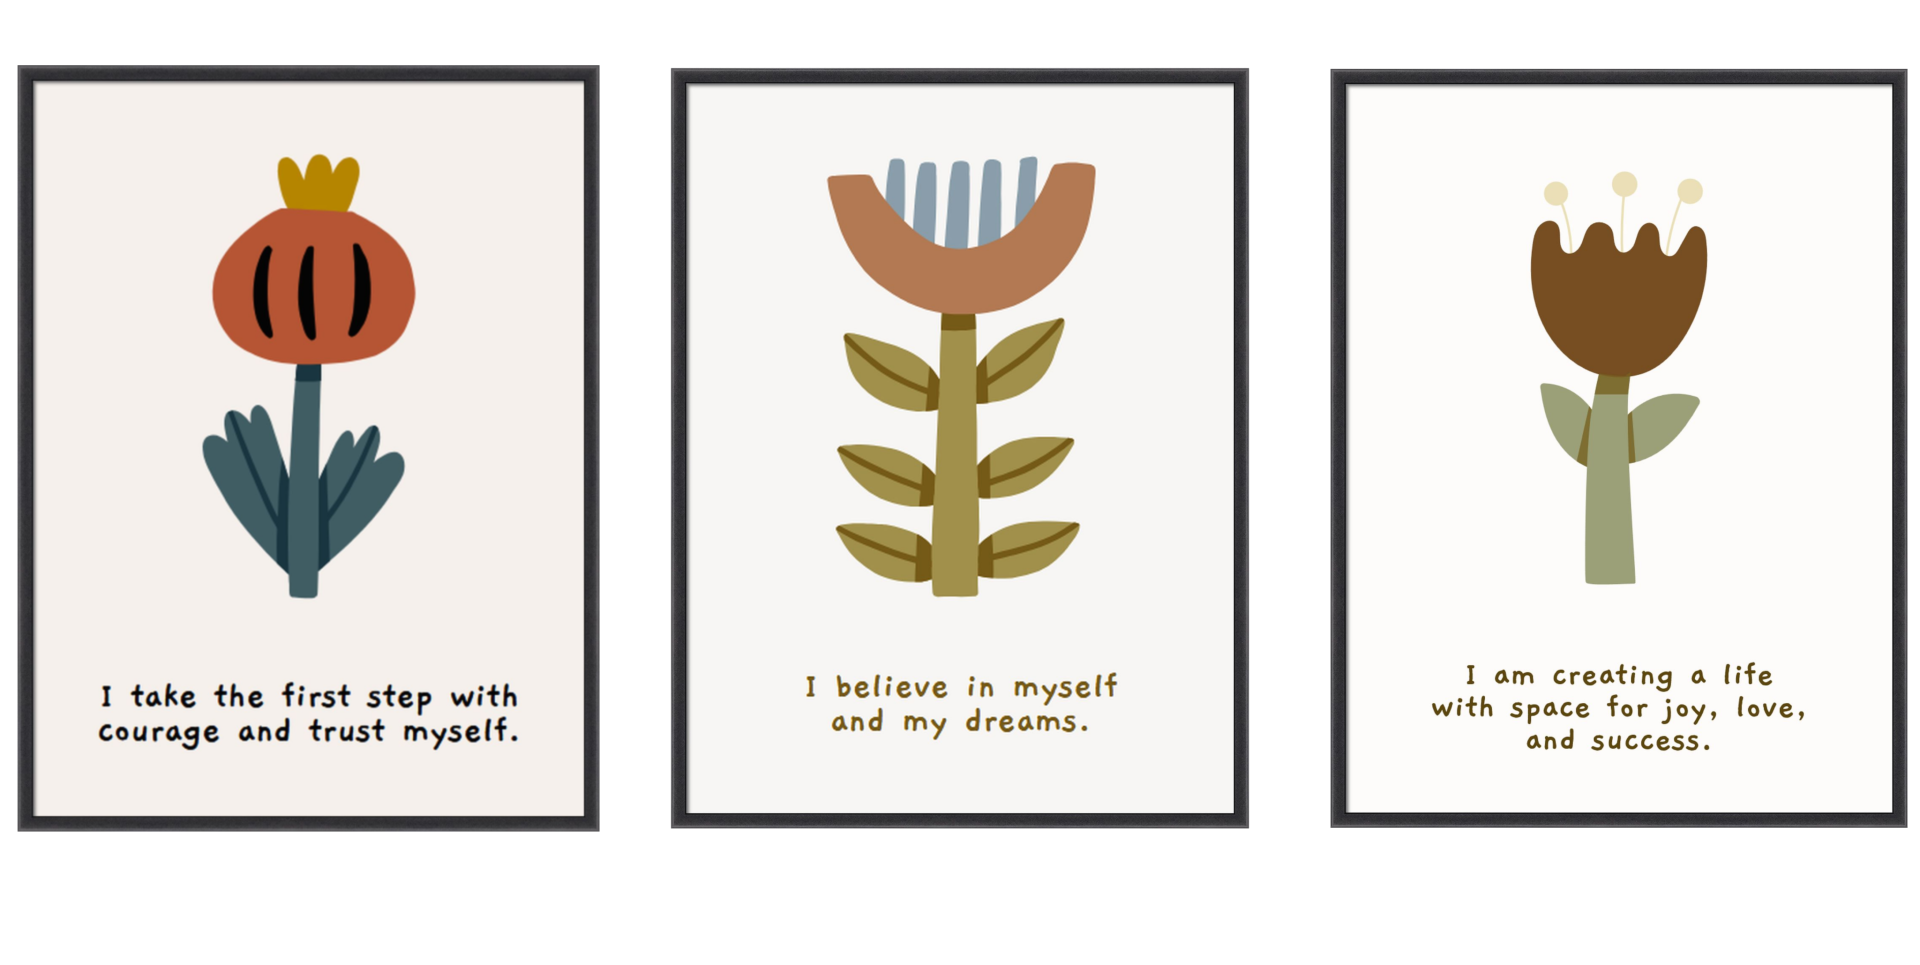 I take the first step with
courage and trust myself.
I believe in myself
and my dreams.
I am creating a life
with space for joy, love,
and success.